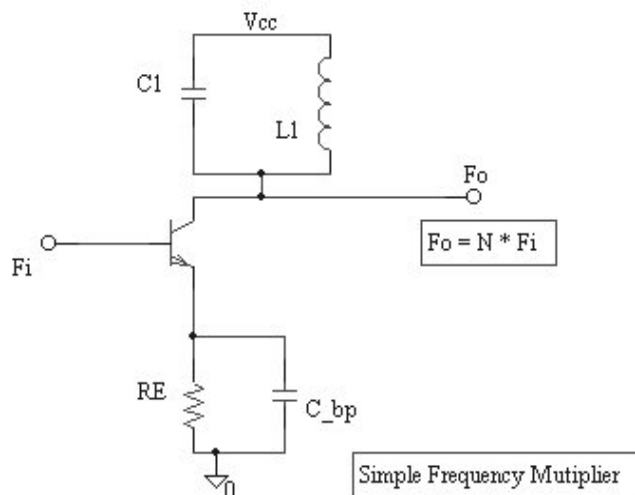 Vcc
C1
L1
Fo
Fo = N * Fi
Fi
RE
C_bp
0
Simple Frequency Mutiplier